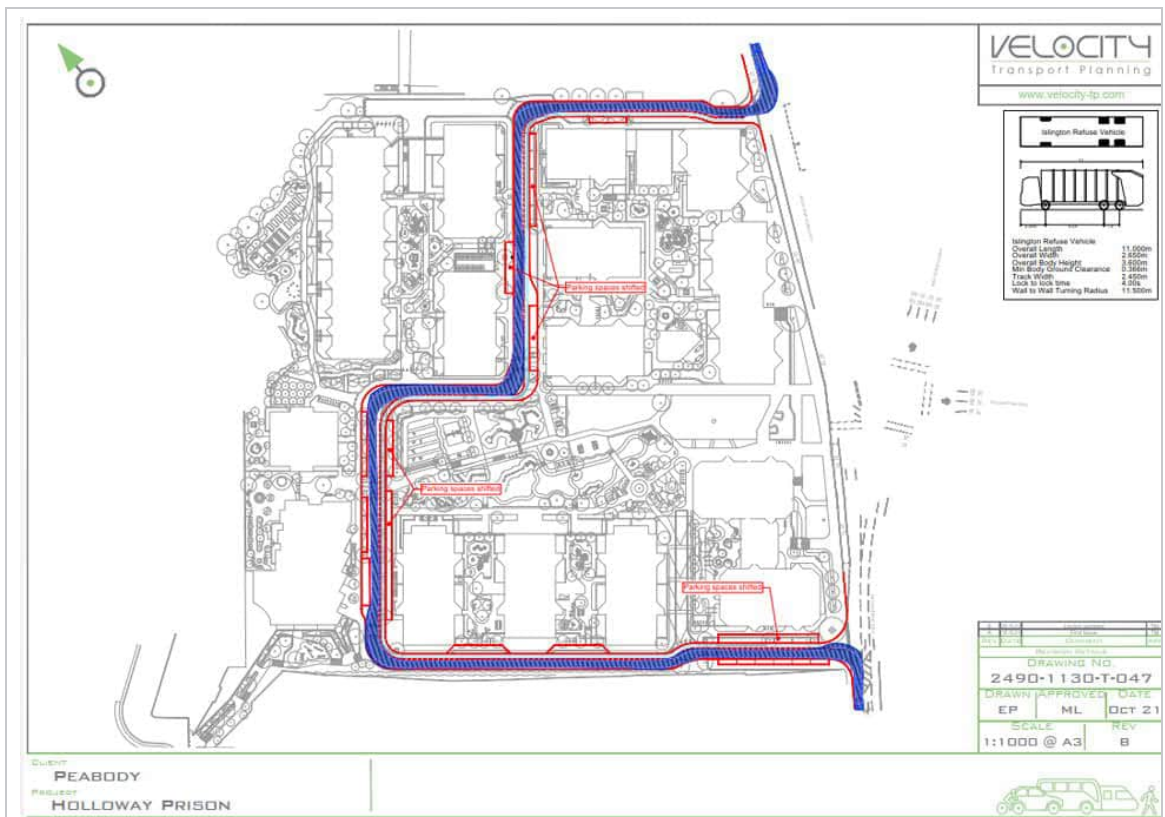 VELOCITY
Transport Planning
www.velocity-tp.com
Islington Refuse Vehicle
Islington Refuse Vehicle
Overall Length 11.000m
Overall Width 2.650m
Overall Body Height 3.600m
Min Body Ground Clearance 0.366m
Track Width 2.450m
Lock to lock time 4.00s
Wall to Wall Turning Radius 11.500m
Parking spaces shifted
Parking spaces shifted
Parking spaces shifted
DRAWING NO.
2490-1130-T-047
DRAWN APPROVED DATE
EP ML OCT 21
SCALE REV
1:1000 @ A3 B
CLIENT
PEABODY
PROJECT
HOLLOWAY PRISON